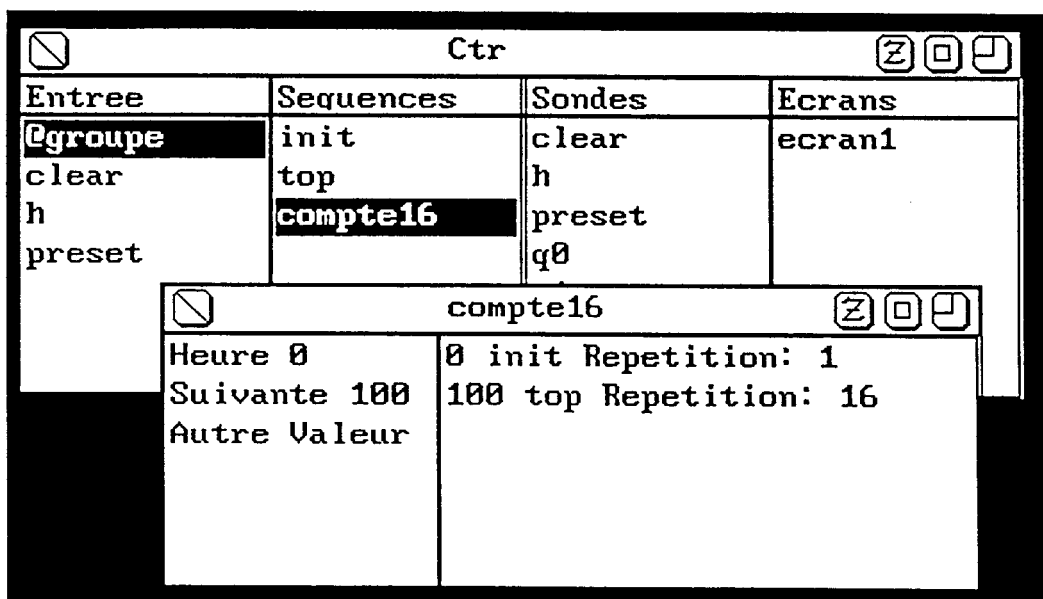 Ctr
Entree Sequences Sondes Ecrans
@groupe init clear ecran1
clear top h
h compte16 preset
preset q0
compte16
Heure 0 0 init Repetition: 1
Suivante 100 100 top Repetition: 16
Autre Valeur